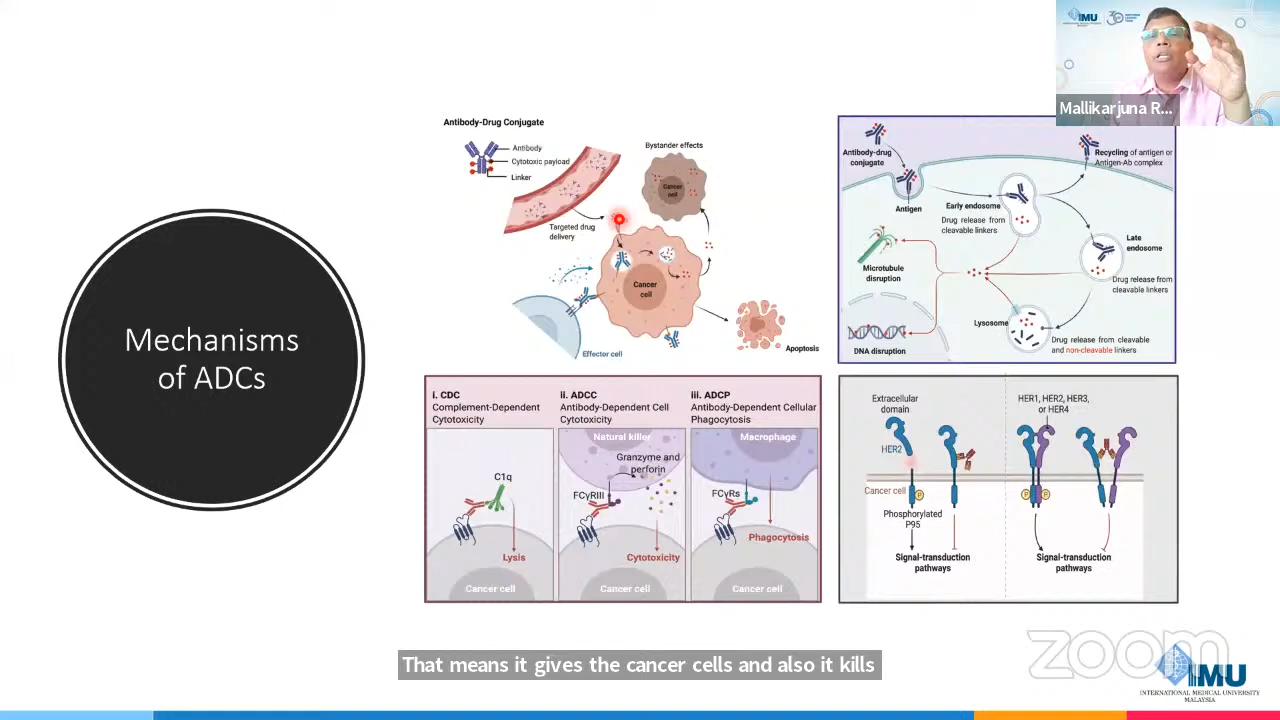 Mechanisms
of ADCs
Antibody-Drug Conjugate
Antibody
Cytotoxic payload
Linker
Targeted drug
delivery
Bystander effects
Cancer
cell
Cancer
cell
Effector cell
Apoptosis
Antibody-drug
conjugate
Antigen
Early endosome
Drug release from
cleavable linkers
Recycling of antigen or
Antigen-Ab complex
Late
endosome
Drug release from
cleavable linkers
Microtubule
disruption
Lysosome
DNA disruption
Drug release from cleavable
and non-cleavable linkers
i. CDC
Complement-Dependent
Cytotoxicity
C1q
Lysis
Cancer cell
ii. ADCC
Antibody-Dependent Cell
Cytotoxicity
Natural killer
Granzyme and
perforin
FCγRIII
Cytotoxicity
Cancer cell
iii. ADCP
Antibody-Dependent Cellular
Phagocytosis
Macrophage
FCγRs
Phagocytosis
Cancer cell
Extracellular
domain
HER2
Cancer cell
P
Phosphorylated
P95
Signal-transduction
pathways
HER1, HER2, HER3,
or HER4
P
P
Signal-transduction
pathways
IMU
Mallikarjuna R...
That means it gives the cancer cells and also it kills
zoom
IMU
INTERNATIONAL MEDICAL UNIVERSITY
MALAYSIA